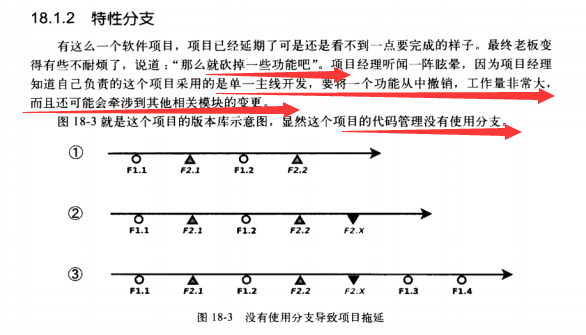 18.1.2 特性分支
有这么一个软件项目，项目已经延期了可是还是看不到一点要完成的样子。最终老板变
得有些不耐烦了，说道：“那么就砍掉一些功能吧”。项目经理听闻一阵眩晕，因为项目经理
知道自己负责的这个项目采用的是单一主线开发，要将一个功能从中撤销，工作量非常大，
而且还可能会牵涉到其他相关模块的变更。
图 18-3 就是这个项目的版本库示意图，显然这个项目的代码管理没有使用分支。
①
F1.1 F2.1 F1.2 F2.2
②
F1.1 F2.1 F1.2 F2.2 F2.X
③
F1.1 F2.1 F1.2 F2.2 F2.X F1.3 F1.4
图 18-3 没有使用分支导致项目拖延